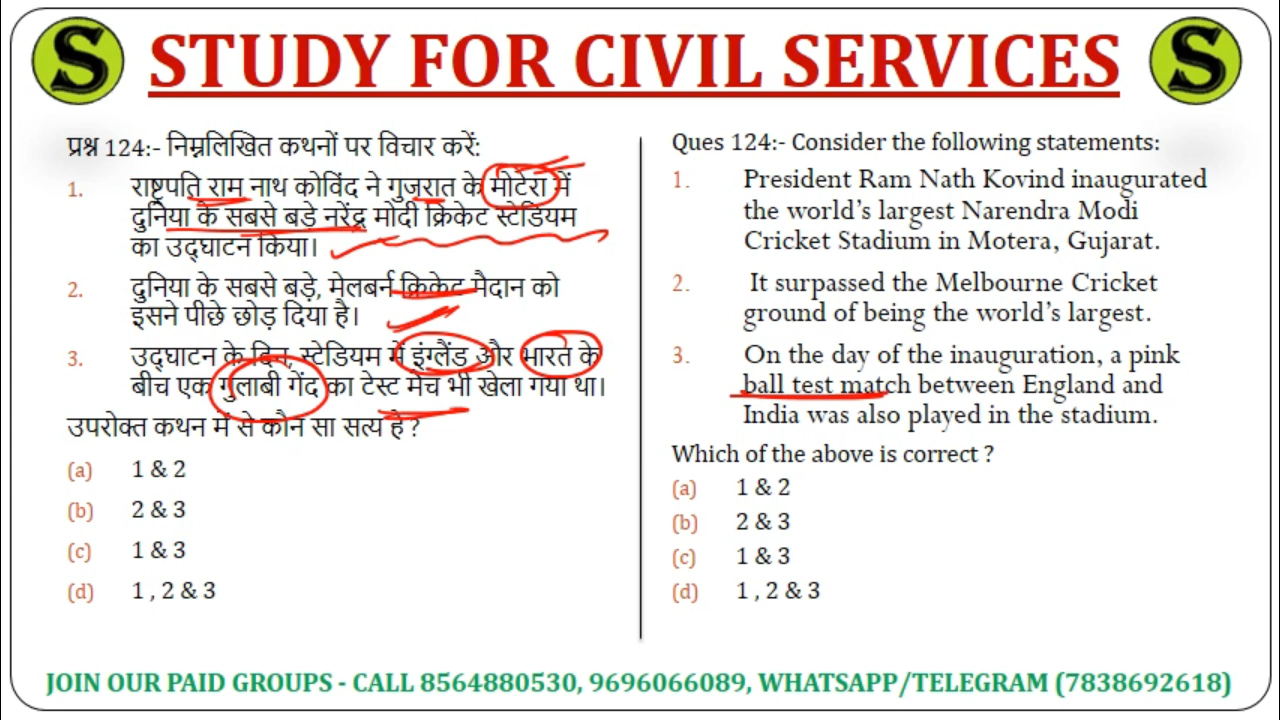 S STUDY FOR CIVIL SERVICES S
प्रश्न 124:- निम्नलिखित कथनों पर विचार करें:
1. राष्ट्रपति राम नाथ कोविंद ने गुजरात के मोटेरा में
दुनिया के सबसे बड़े नरेंद्र मोदी क्रिकेट स्टेडियम
का उद्घाटन किया।
2. दुनिया के सबसे बड़े, मेलबर्न क्रिकेट मैदान को
इसने पीछे छोड़ दिया है।
3. उद्घाटन के दिन, स्टेडियम में इंग्लैंड और भारत के
बीच एक गुलाबी गेंद का टेस्ट मेच भी खेला गया था।
उपरोक्त कथन में से कौन सा सत्य है ?
(a) 1 & 2
(b) 2 & 3
(c) 1 & 3
(d) 1 , 2 & 3
Ques 124:- Consider the following statements:
1. President Ram Nath Kovind inaugurated
the world's largest Narendra Modi
Cricket Stadium in Motera, Gujarat.
2. It surpassed the Melbourne Cricket
ground of being the world's largest.
3. On the day of the inauguration, a pink
ball test match between England and
India was also played in the stadium.
Which of the above is correct ?
(a) 1 & 2
(b) 2 & 3
(c) 1 & 3
(d) 1 , 2 & 3
JOIN OUR PAID GROUPS - CALL 8564880530, 9696066089, WHATSAPP/TELEGRAM (7838692618)